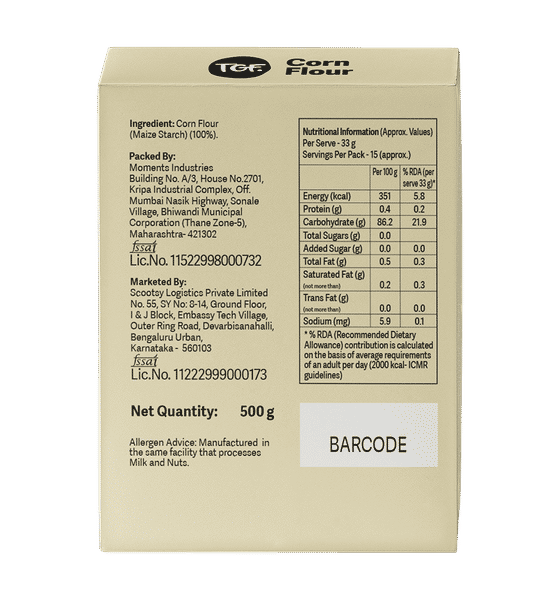 TGF.
Corn
Flour
Ingredient: Corn Flour
(Maize Starch) (100%).
Packed By:
Moments Industries
Building No. A/3, House No.2701,
Kripa Industrial Complex, Off.
Mumbai Nasik Highway, Sonale
Village, Bhiwandi Municipal
Corporation (Thane Zone-5),
Maharashtra- 421302
fssai
Lic.No. 11522998000732
Marketed By:
Scootsy Logistics Private Limited
No. 55, SY No: 8-14, Ground Floor,
I & J Block, Embassy Tech Village,
Outer Ring Road, Devarbisanahalli,
Bengaluru Urban,
Karnataka - 560103
fssai
Lic.No. 11222999000173
Net Quantity: 500 g
Allergen Advice: Manufactured in
the same facility that processes
Milk and Nuts.
Nutritional Information (Approx. Values)
Per Serve - 33 g
Servings Per Pack - 15 (approx.)
Per 100 g % RDA (per
serve 33 g)*
Energy (kcal) 351 5.8
Protein (g) 0.4 0.2
Carbohydrate (g) 86.2 21.9
Total Sugars (g) 0.0
Added Sugar (g) 0.0 0.0
Total Fat (g) 0.5 0.3
Saturated Fat (g)
(not more than) 0.2 0.3
Trans Fat (g)
(not more than) 0.0 0.0
Sodium (mg) 5.9 0.1
* % RDA (Recommended Dietary
Allowance) contribution is calculated
on the basis of average requirements
of an adult per day (2000 kcal- ICMR
guidelines)
BARCODE